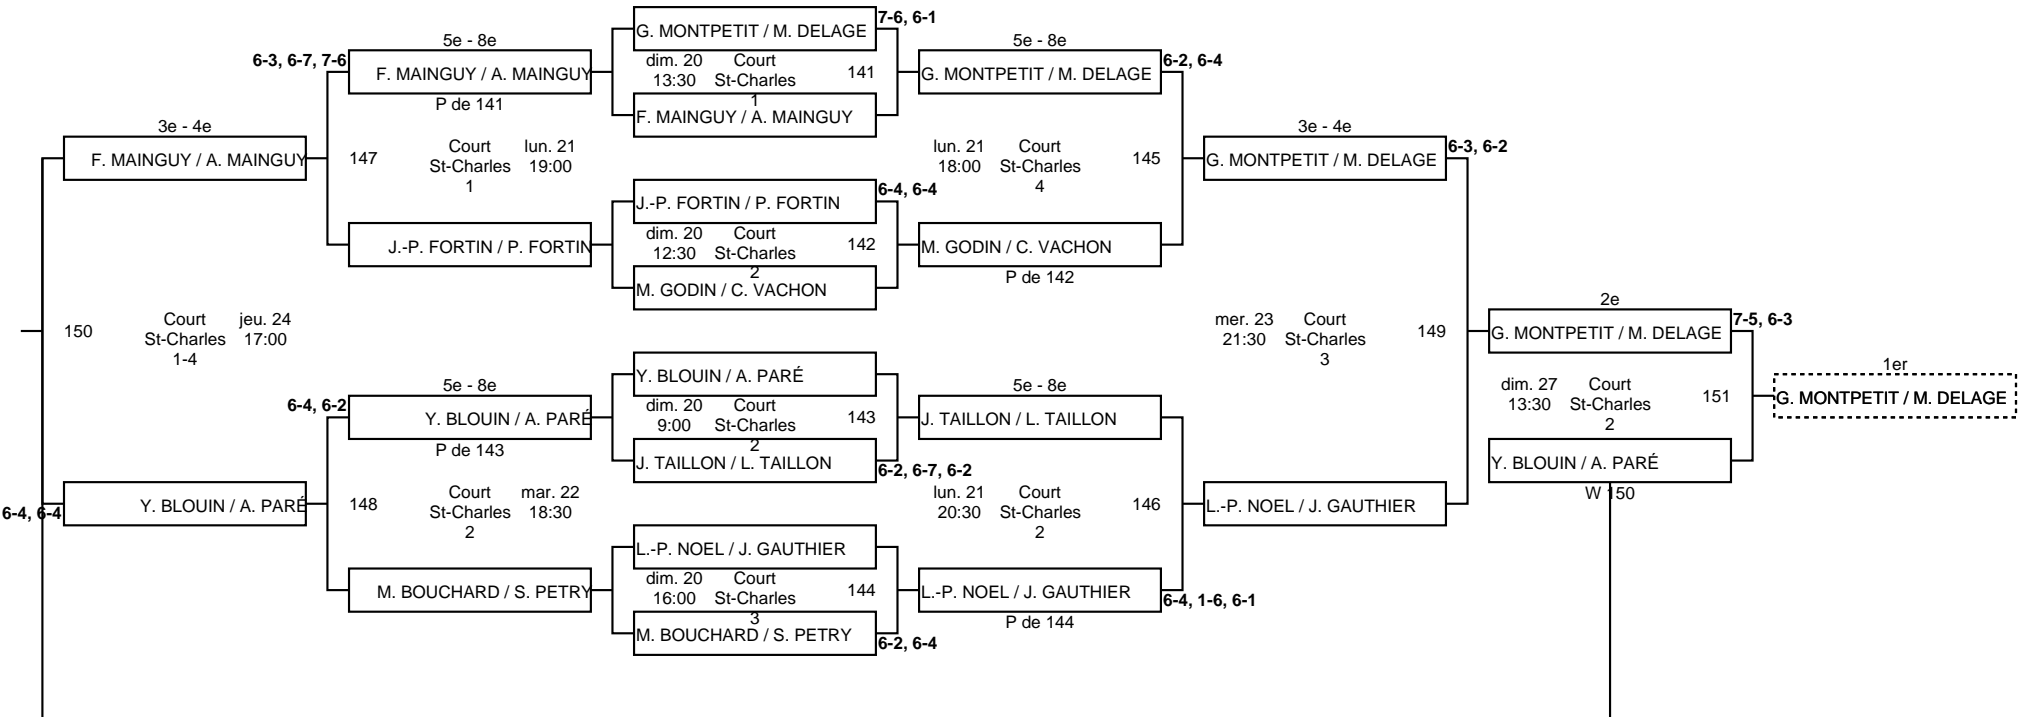 G. MONTPETIT / M. DELAGE
7-6, 6-1
dim. 20 Court
13:30 St-Charles
1
141
F. MAINGUY / A. MAINGUY
5e - 8e
6-3, 6-7, 7-6
F. MAINGUY / A. MAINGUY
P de 141
5e - 8e
G. MONTPETIT / M. DELAGE
6-2, 6-4
3e - 4e
F. MAINGUY / A. MAINGUY
147
Court lun. 21
St-Charles 19:00
1
lun. 21 Court
18:00 St-Charles
4
145
3e - 4e
G. MONTPETIT / M. DELAGE
6-3, 6-2
J.-P. FORTIN / P. FORTIN
6-4, 6-4
dim. 20 Court
12:30 St-Charles
2
142
M. GODIN / C. VACHON
J.-P. FORTIN / P. FORTIN
M. GODIN / C. VACHON
P de 142
150
Court jeu. 24
St-Charles 17:00
1-4
mer. 23 Court
21:30 St-Charles
3
149
2e
G. MONTPETIT / M. DELAGE
7-5, 6-3
dim. 27 Court
13:30 St-Charles
2
151
1er
G. MONTPETIT / M. DELAGE
Y. BLOUIN / A. PARÉ
W 150
Y. BLOUIN / A. PARÉ
dim. 20 Court
9:00 St-Charles
2
143
J. TAILLON / L. TAILLON
6-2, 6-7, 6-2
5e - 8e
6-4, 6-2
Y. BLOUIN / A. PARÉ
P de 143
5e - 8e
J. TAILLON / L. TAILLON
6-4, 6-4
Y. BLOUIN / A. PARÉ
148
Court mar. 22
St-Charles 18:30
2
lun. 21 Court
20:30 St-Charles
2
146
L.-P. NOEL / J. GAUTHIER
L.-P. NOEL / J. GAUTHIER
dim. 20 Court
16:00 St-Charles
3
144
M. BOUCHARD / S. PETRY
6-2, 6-4
M. BOUCHARD / S. PETRY
L.-P. NOEL / J. GAUTHIER
6-4, 1-6, 6-1
P de 144